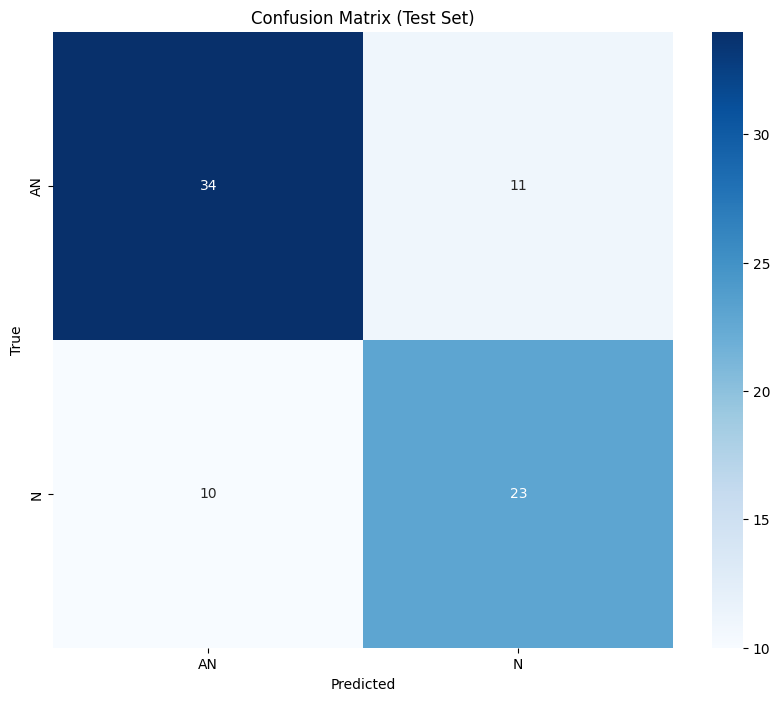 Confusion Matrix (Test Set)
True
AN
34
11
N
10
23
AN
N
Predicted
30
25
20
15
10